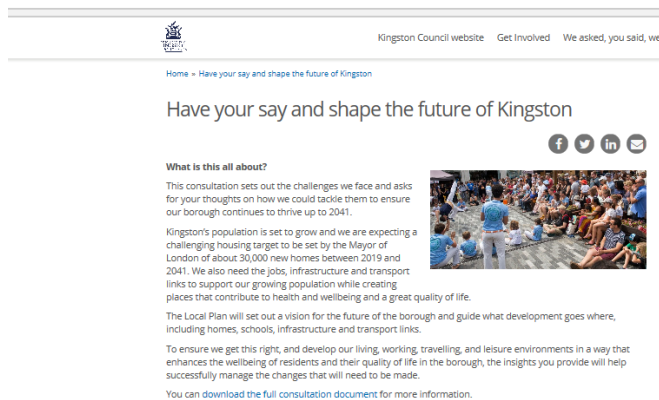 Kingston Council website Get Involved We asked, you said, we
Home » Have your say and shape the future of Kingston
Have your say and shape the future of Kingston
What is this all about?
This consultation sets out the challenges we face and asks
for your thoughts on how we could tackle them to ensure
our borough continues to thrive up to 2041.
Kingston's population is set to grow and we are expecting a
challenging housing target to be set by the Mayor of
London of about 30,000 new homes between 2019 and
2041. We also need the jobs, infrastructure and transport
links to support our growing population while creating
places that contribute to health and wellbeing and a great quality of life.
The Local Plan will set out a vision for the future of the borough and guide what development goes where,
including homes, schools, infrastructure and transport links.
To ensure we get this right, and develop our living, working, travelling, and leisure environments in a way that
enhances the wellbeing of residents and their quality of life in the borough, the insights you provide will help
successfully manage the changes that will need to be made.
You can download the full consultation document for more information.